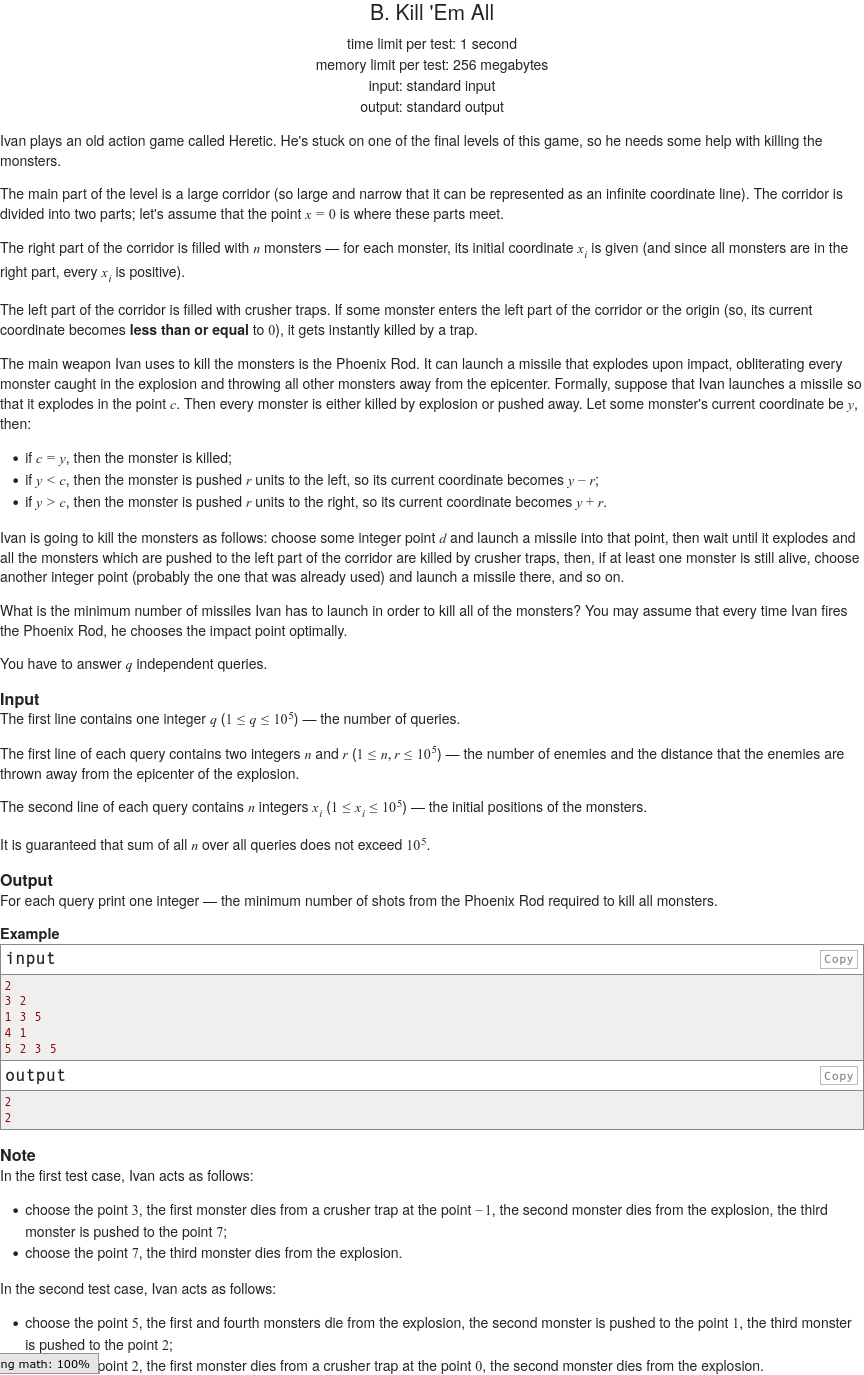 B. Kill 'Em All
time limit per test: 1 second
memory limit per test: 256 megabytes
input: standard input
output: standard output
Ivan plays an old action game called Heretic. He's stuck on one of the final levels of this game, so he needs some help with killing the
monsters.
The main part of the level is a large corridor (so large and narrow that it can be represented as an infinite coordinate line). The corridor is
divided into two parts; let's assume that the point x = 0 is where these parts meet.
The right part of the corridor is filled with n monsters — for each monster, its initial coordinate x_i is given (and since all monsters are in the
right part, every x_i is positive).
The left part of the corridor is filled with crusher traps. If some monster enters the left part of the corridor or the origin (so, its current
coordinate becomes less than or equal to 0), it gets instantly killed by a trap.
The main weapon Ivan uses to kill the monsters is the Phoenix Rod. It can launch a missile that explodes upon impact, obliterating every
monster caught in the explosion and throwing all other monsters away from the epicenter. Formally, suppose that Ivan launches a missile so
that it explodes in the point c. Then every monster is either killed by explosion or pushed away. Let some monster's current coordinate be y,
then:
• if c = y, then the monster is killed;
• if y < c, then the monster is pushed r units to the left, so its current coordinate becomes y − r;
• if y > c, then the monster is pushed r units to the right, so its current coordinate becomes y + r.
Ivan is going to kill the monsters as follows: choose some integer point d and launch a missile into that point, then wait until it explodes and
all the monsters which are pushed to the left part of the corridor are killed by crusher traps, then, if at least one monster is still alive, choose
another integer point (probably the one that was already used) and launch a missile there, and so on.
What is the minimum number of missiles Ivan has to launch in order to kill all of the monsters? You may assume that every time Ivan fires
the Phoenix Rod, he chooses the impact point optimally.
You have to answer q independent queries.
Input
The first line contains one integer q (1 ≤ q ≤ 10^5) — the number of queries.
The first line of each query contains two integers n and r (1 ≤ n, r ≤ 10^5) — the number of enemies and the distance that the enemies are
thrown away from the epicenter of the explosion.
The second line of each query contains n integers x_i (1 ≤ x_i ≤ 10^5) — the initial positions of the monsters.
It is guaranteed that sum of all n over all queries does not exceed 10^5.
Output
For each query print one integer — the minimum number of shots from the Phoenix Rod required to kill all monsters.
Example
input Copy
2
3 2
1 3 5
4 1
5 2 3 5
output Copy
2
2
Note
In the first test case, Ivan acts as follows:
• choose the point 3, the first monster dies from a crusher trap at the point −1, the second monster dies from the explosion, the third
monster is pushed to the point 7;
• choose the point 7, the third monster dies from the explosion.
In the second test case, Ivan acts as follows:
• choose the point 5, the first and fourth monsters die from the explosion, the second monster is pushed to the point 1, the third monster
is pushed to the point 2;
ng math: 100% point 2, the first monster dies from a crusher trap at the point 0, the second monster dies from the explosion.